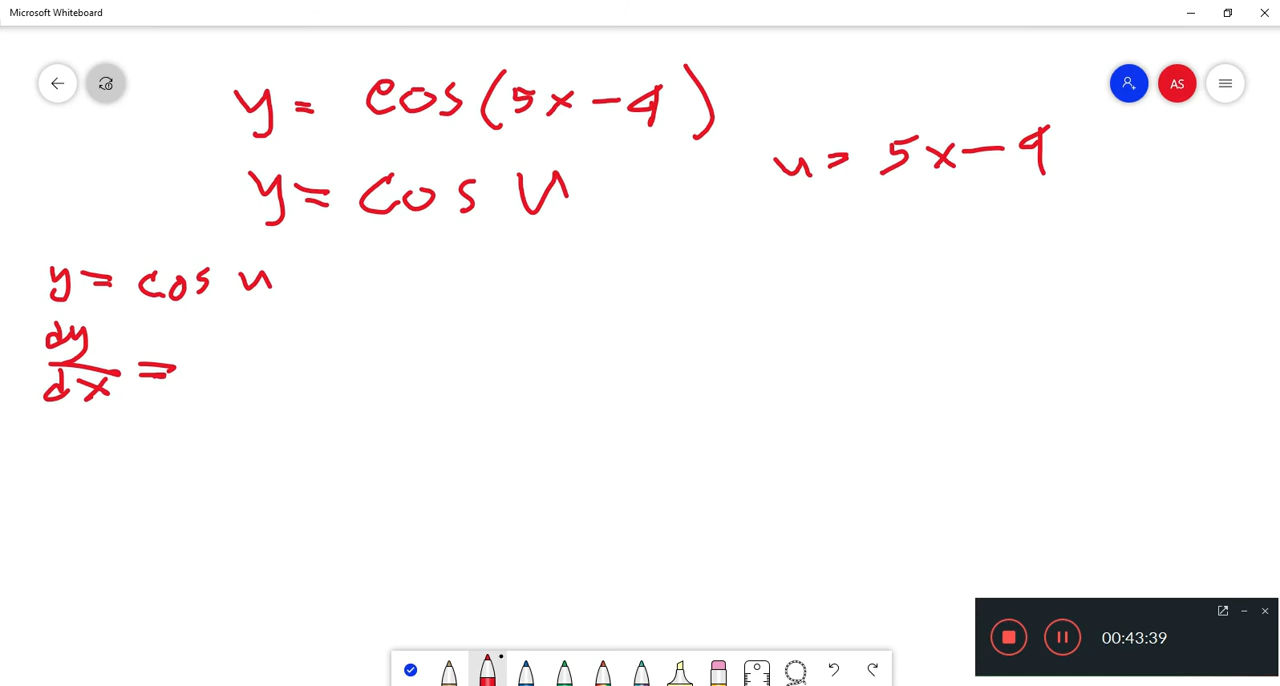 Microsoft Whiteboard
y = cos(5x - 4)
u = 5x - 4
y = cos u
AS
y = cos u
dy/dx =
00:43:39